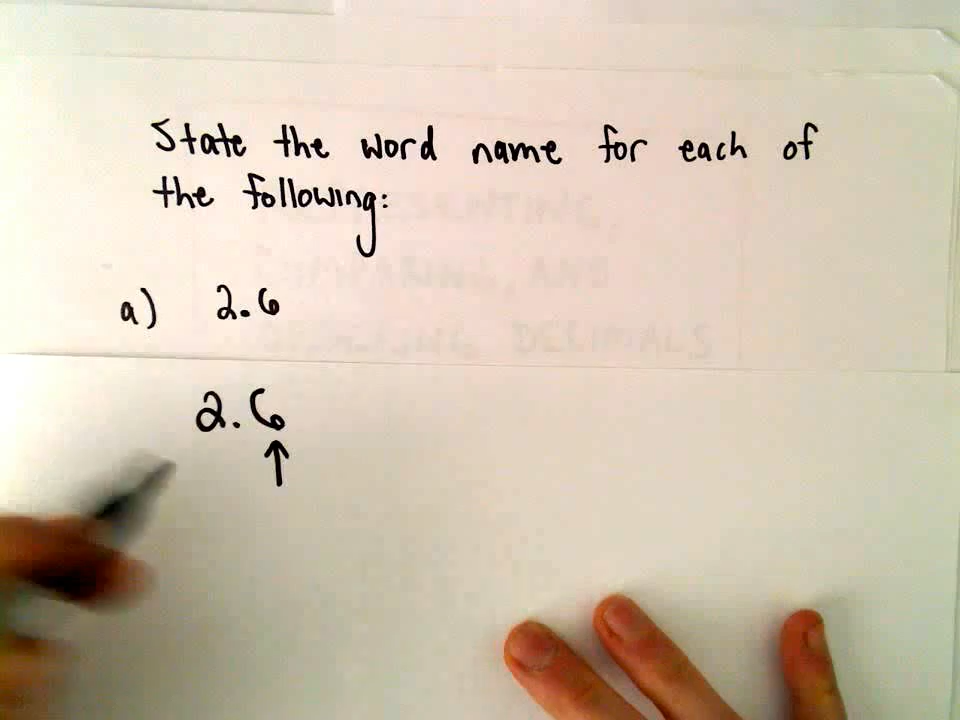 State the word name for each of
the following:
a) 2.6
2.6